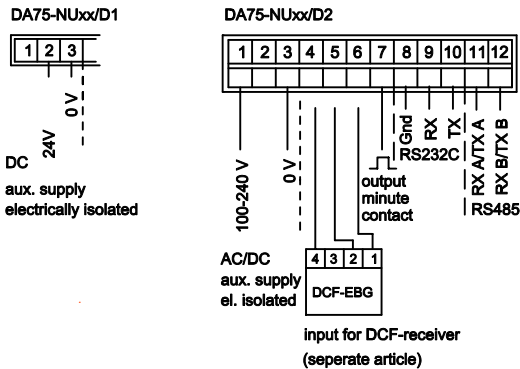 DA75-NUxx/D1
1 2 3
24V
0 V
DC
aux. supply
electrically isolated
DA75-NUxx/D2
1 2 3 4 5 6 7 8 9 10 11 12
100-240 V
0 V
output
minute
contact
Gnd
RX
TX
RS232C
RX A/TX A
RX B/TX B
RS485
AC/DC
aux. supply
el. isolated
4 3 2 1
DCF-EBG
input for DCF-receiver
(seperate article)